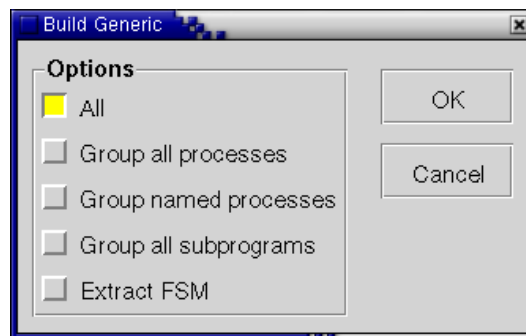 Build Generic
Options
All
Group all processes
Group named processes
Group all subprograms
Extract FSM
OK
Cancel